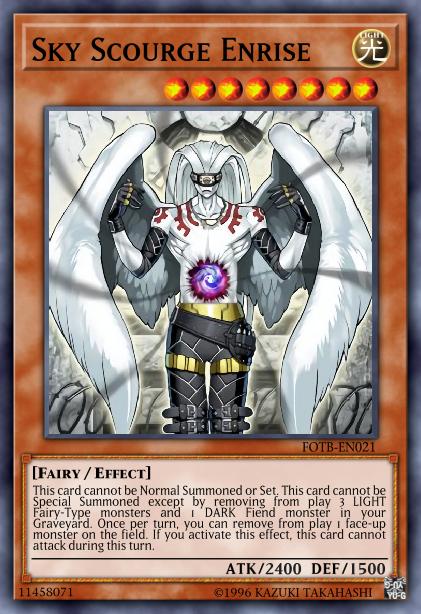 SKY SCOURGE ENRISE
LIGHT
光
FOTB-EN021
[FAIRY / EFFECT]
This card cannot be Normal Summoned or Set. This card cannot be
Special Summoned except by removing from play 3 LIGHT
Fairy-Type monsters and 1 DARK Fiend monster in your
Graveyard. Once per turn, you can remove from play 1 face-up
monster on the field. If you activate this effect, this card cannot
attack during this turn.
ATK/2400 DEF/1500
11458071
©1996 KAZUKI TAKAHASHI